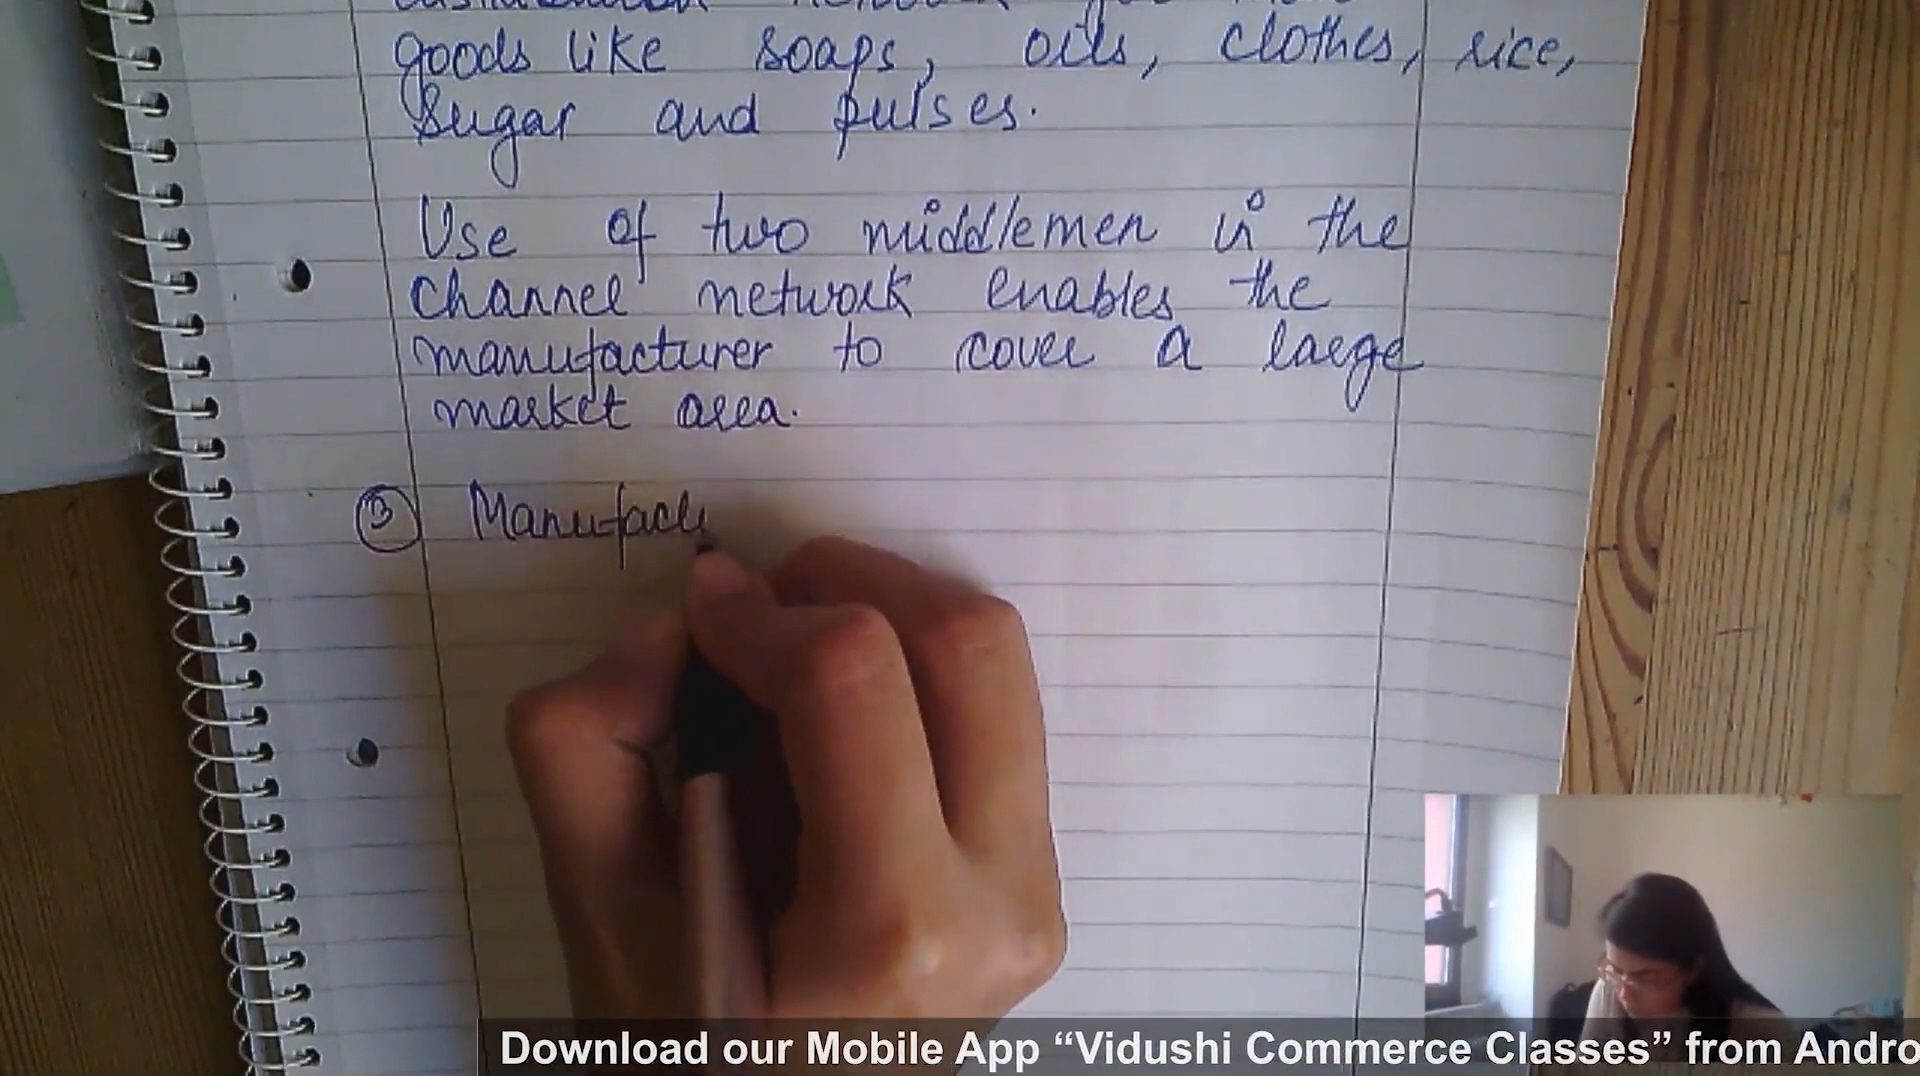 goods like soaps, oils, clothes, rice,
sugar and pulses.
Use of two middlemen in the
channel network enables the
manufacturer to cover a large
market area.
3 Manufactu
Download our Mobile App “Vidushi Commerce Classes” from Andro